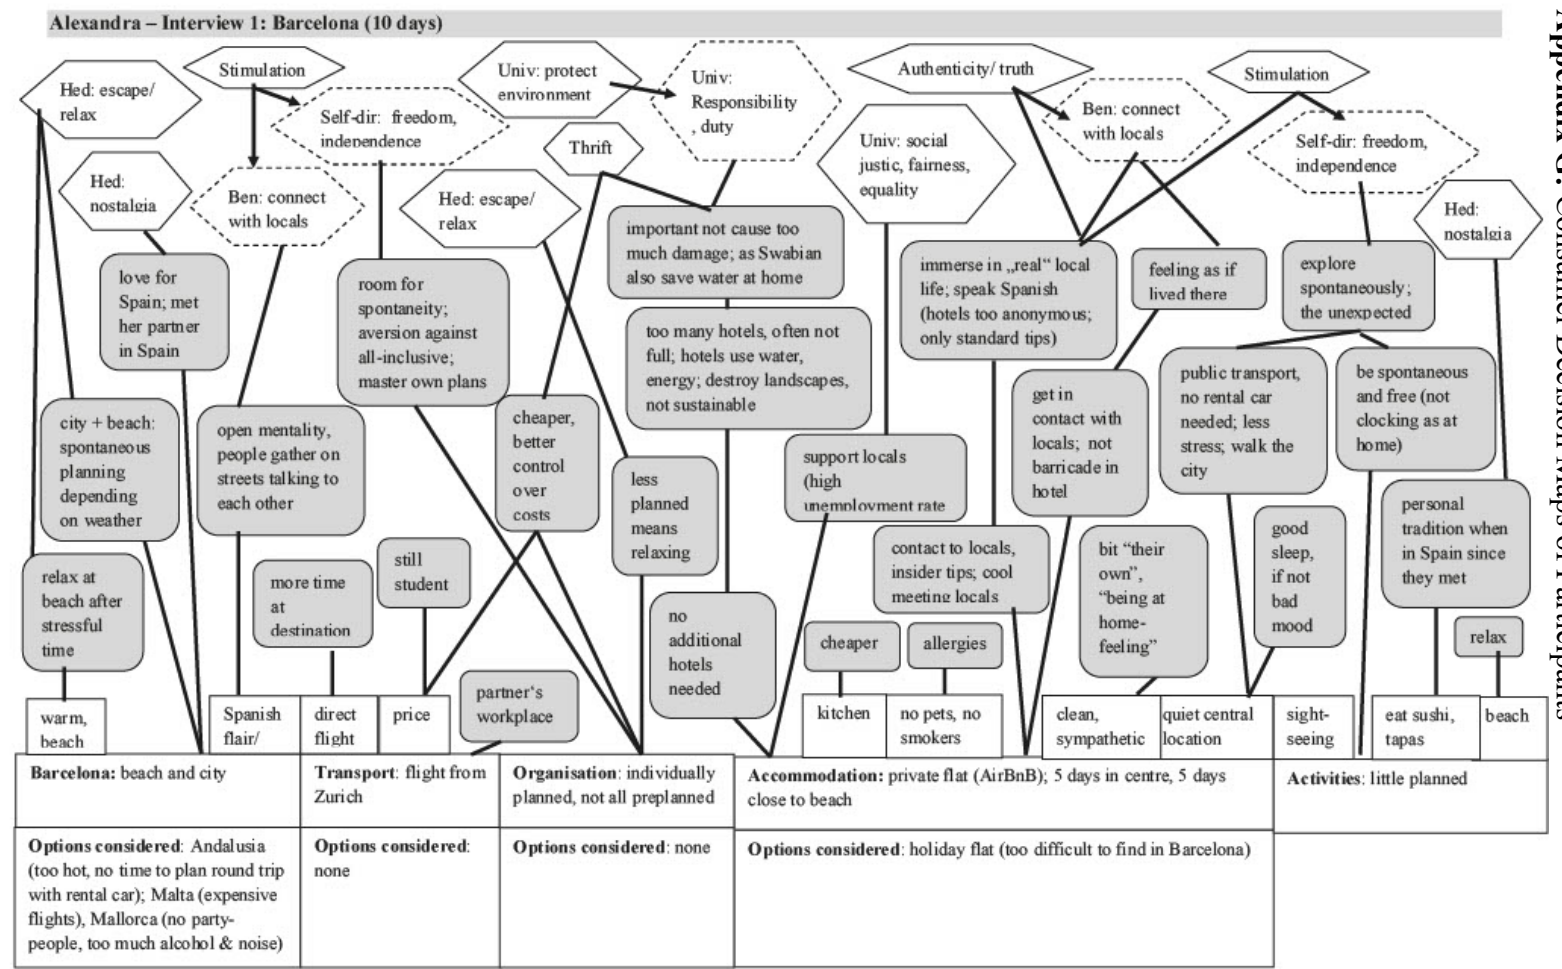 Alexandra – Interview 1: Barcelona (10 days)
Hed: escape/
relax
Stimulation
Self-dir: freedom,
independence
Univ: protect
environment
Univ:
Responsibility
, duty
Authenticity/ truth
Ben: connect
with locals
Stimulation
Self-dir: freedom,
independence
Hed:
nostalgia
Ben: connect
with locals
Hed: escape/
relax
Thrift
Univ: social
justic, fairness,
equality
Hed:
nostalgia
love for
Spain; met
her partner
in Spain
room for
spontaneity;
aversion against
all-inclusive;
master own plans
important not cause too
much damage; as Swabian
also save water at home
too many hotels, often not
full; hotels use water,
energy; destroy landscapes,
not sustainable
immerse in „real“ local
life; speak Spanish
(hotels too anonymous;
only standard tips)
feeling as if
lived there
explore
spontaneously;
the unexpected
city + beach:
spontaneous
planning
depending
on weather
open mentality,
people gather on
streets talking to
each other
cheaper,
better
control
over
costs
less
planned
means
relaxing
support locals
(high
unemployment rate
get in
contact with
locals; not
barricade in
hotel
public transport,
no rental car
needed; less
stress; walk the
city
be spontaneous
and free (not
clocking as at
home)
personal
tradition when
in Spain since
they met
relax at
beach after
stressful
time
more time
at
destination
still
student
no
additional
hotels
needed
contact to locals,
insider tips; cool
meeting locals
bit “their
own”,
“being at
home-
feeling”
good
sleep,
if not
bad
mood
relax
partner‘s
workplace
cheaper
allergies
warm,
beach
Spanish
flair/
direct
flight
price
kitchen
no pets, no
smokers
clean,
sympathetic
quiet central
location
sight-
seeing
eat sushi,
tapas
beach
Barcelona: beach and city
Transport: flight from
Zurich
Organisation: individually
planned, not all preplanned
Accommodation: private flat (AirBnB); 5 days in centre, 5 days
close to beach
Activities: little planned
Options considered: Andalusia
(too hot, no time to plan round trip
with rental car); Malta (expensive
flights), Mallorca (no party-
people, too much alcohol & noise)
Options considered:
none
Options considered: none
Options considered: holiday flat (too difficult to find in Barcelona)
Appendix G: Consumer Decision Maps of Participants